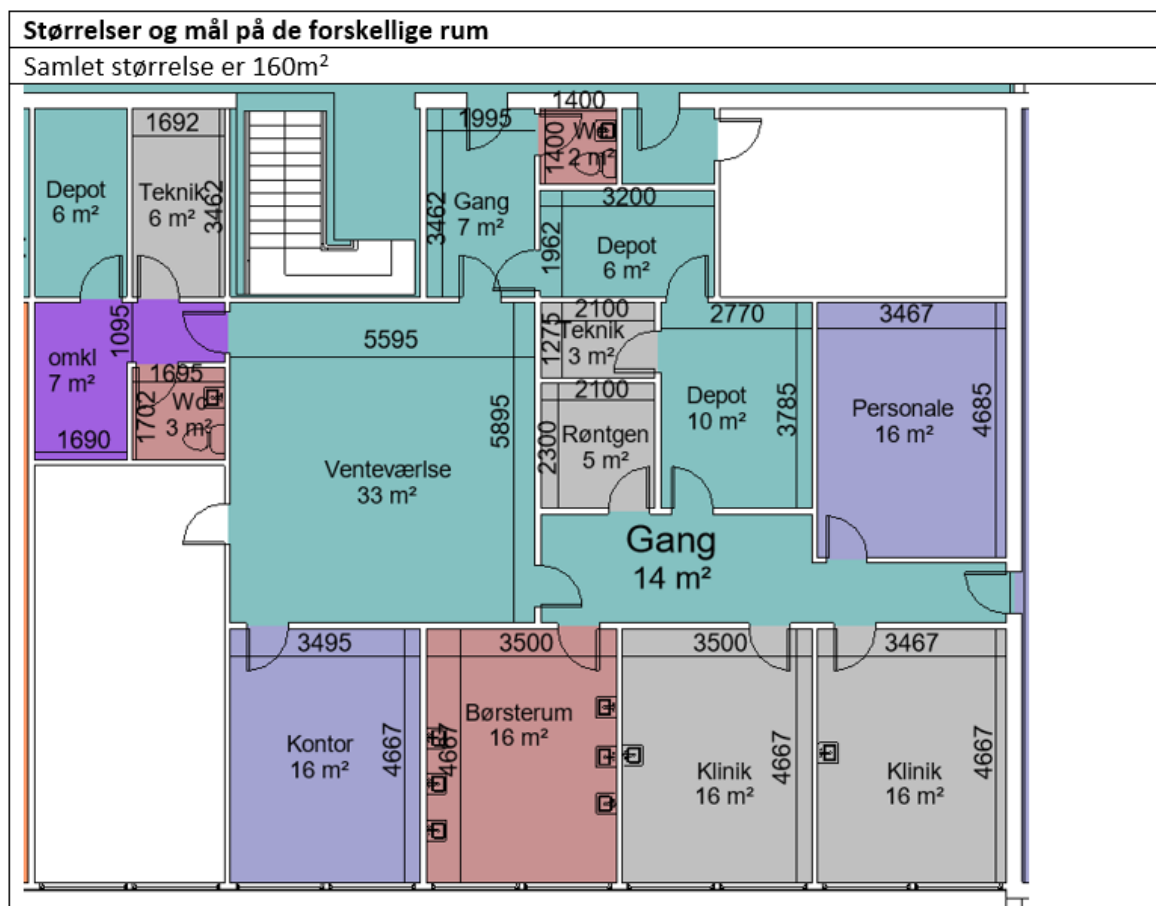 Størrelser og mål på de forskellige rum
Samlet størrelse er 160m²
1692
1995
1400
Depot
6 m²
Teknik
6 m²
3462
Gang
7 m²
3462
1400
Wc
2 m²
3200
1962
Depot
6 m²
1095
omkl
7 m²
1690
1695
1702
Wc
3 m²
5595
5895
Venteværlse
33 m²
2100
1275
Teknik
3 m²
2100
2300
Røntgen
5 m²
2770
3785
Depot
10 m²
3467
4685
Personale
16 m²
Gang
14 m²
3495
4667
Kontor
16 m²
3500
4667
Børsterum
16 m²
3500
4667
Klinik
16 m²
3467
4667
Klinik
16 m²